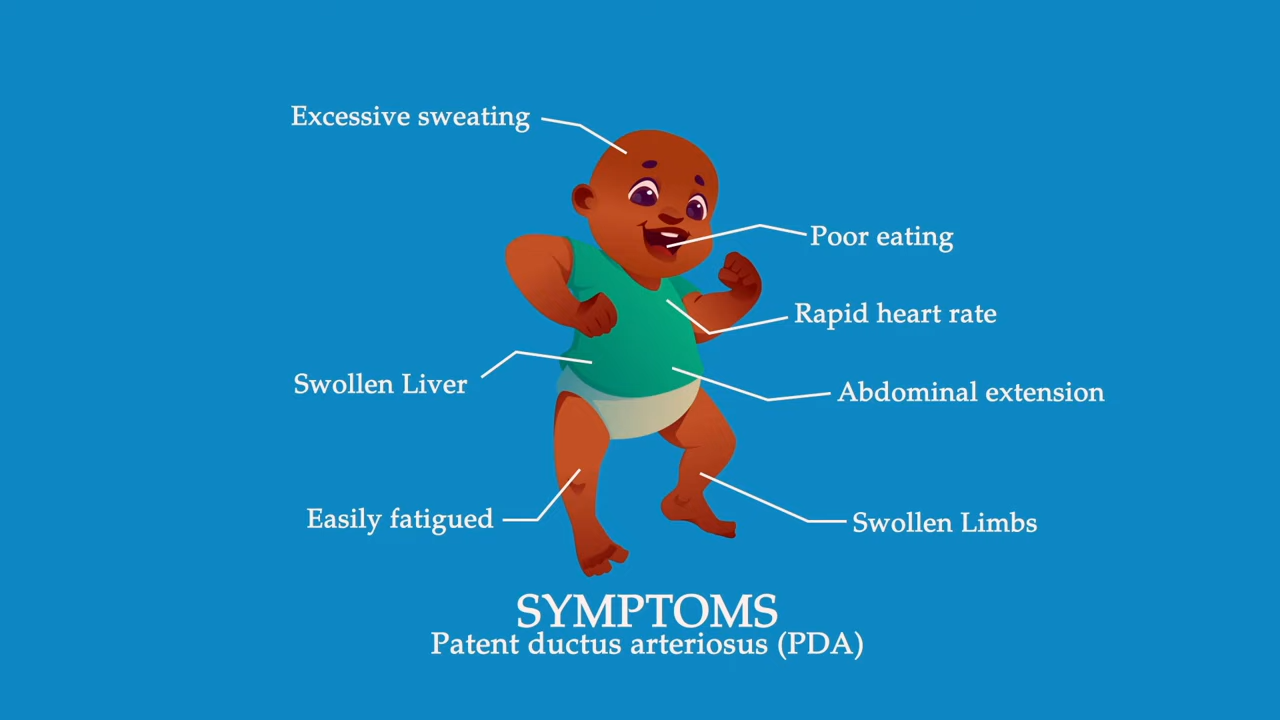 Excessive sweating
Poor eating
Rapid heart rate
Swollen Liver
Abdominal extension
Easily fatigued
Swollen Limbs
SYMPTOMS
Patent ductus arteriosus (PDA)